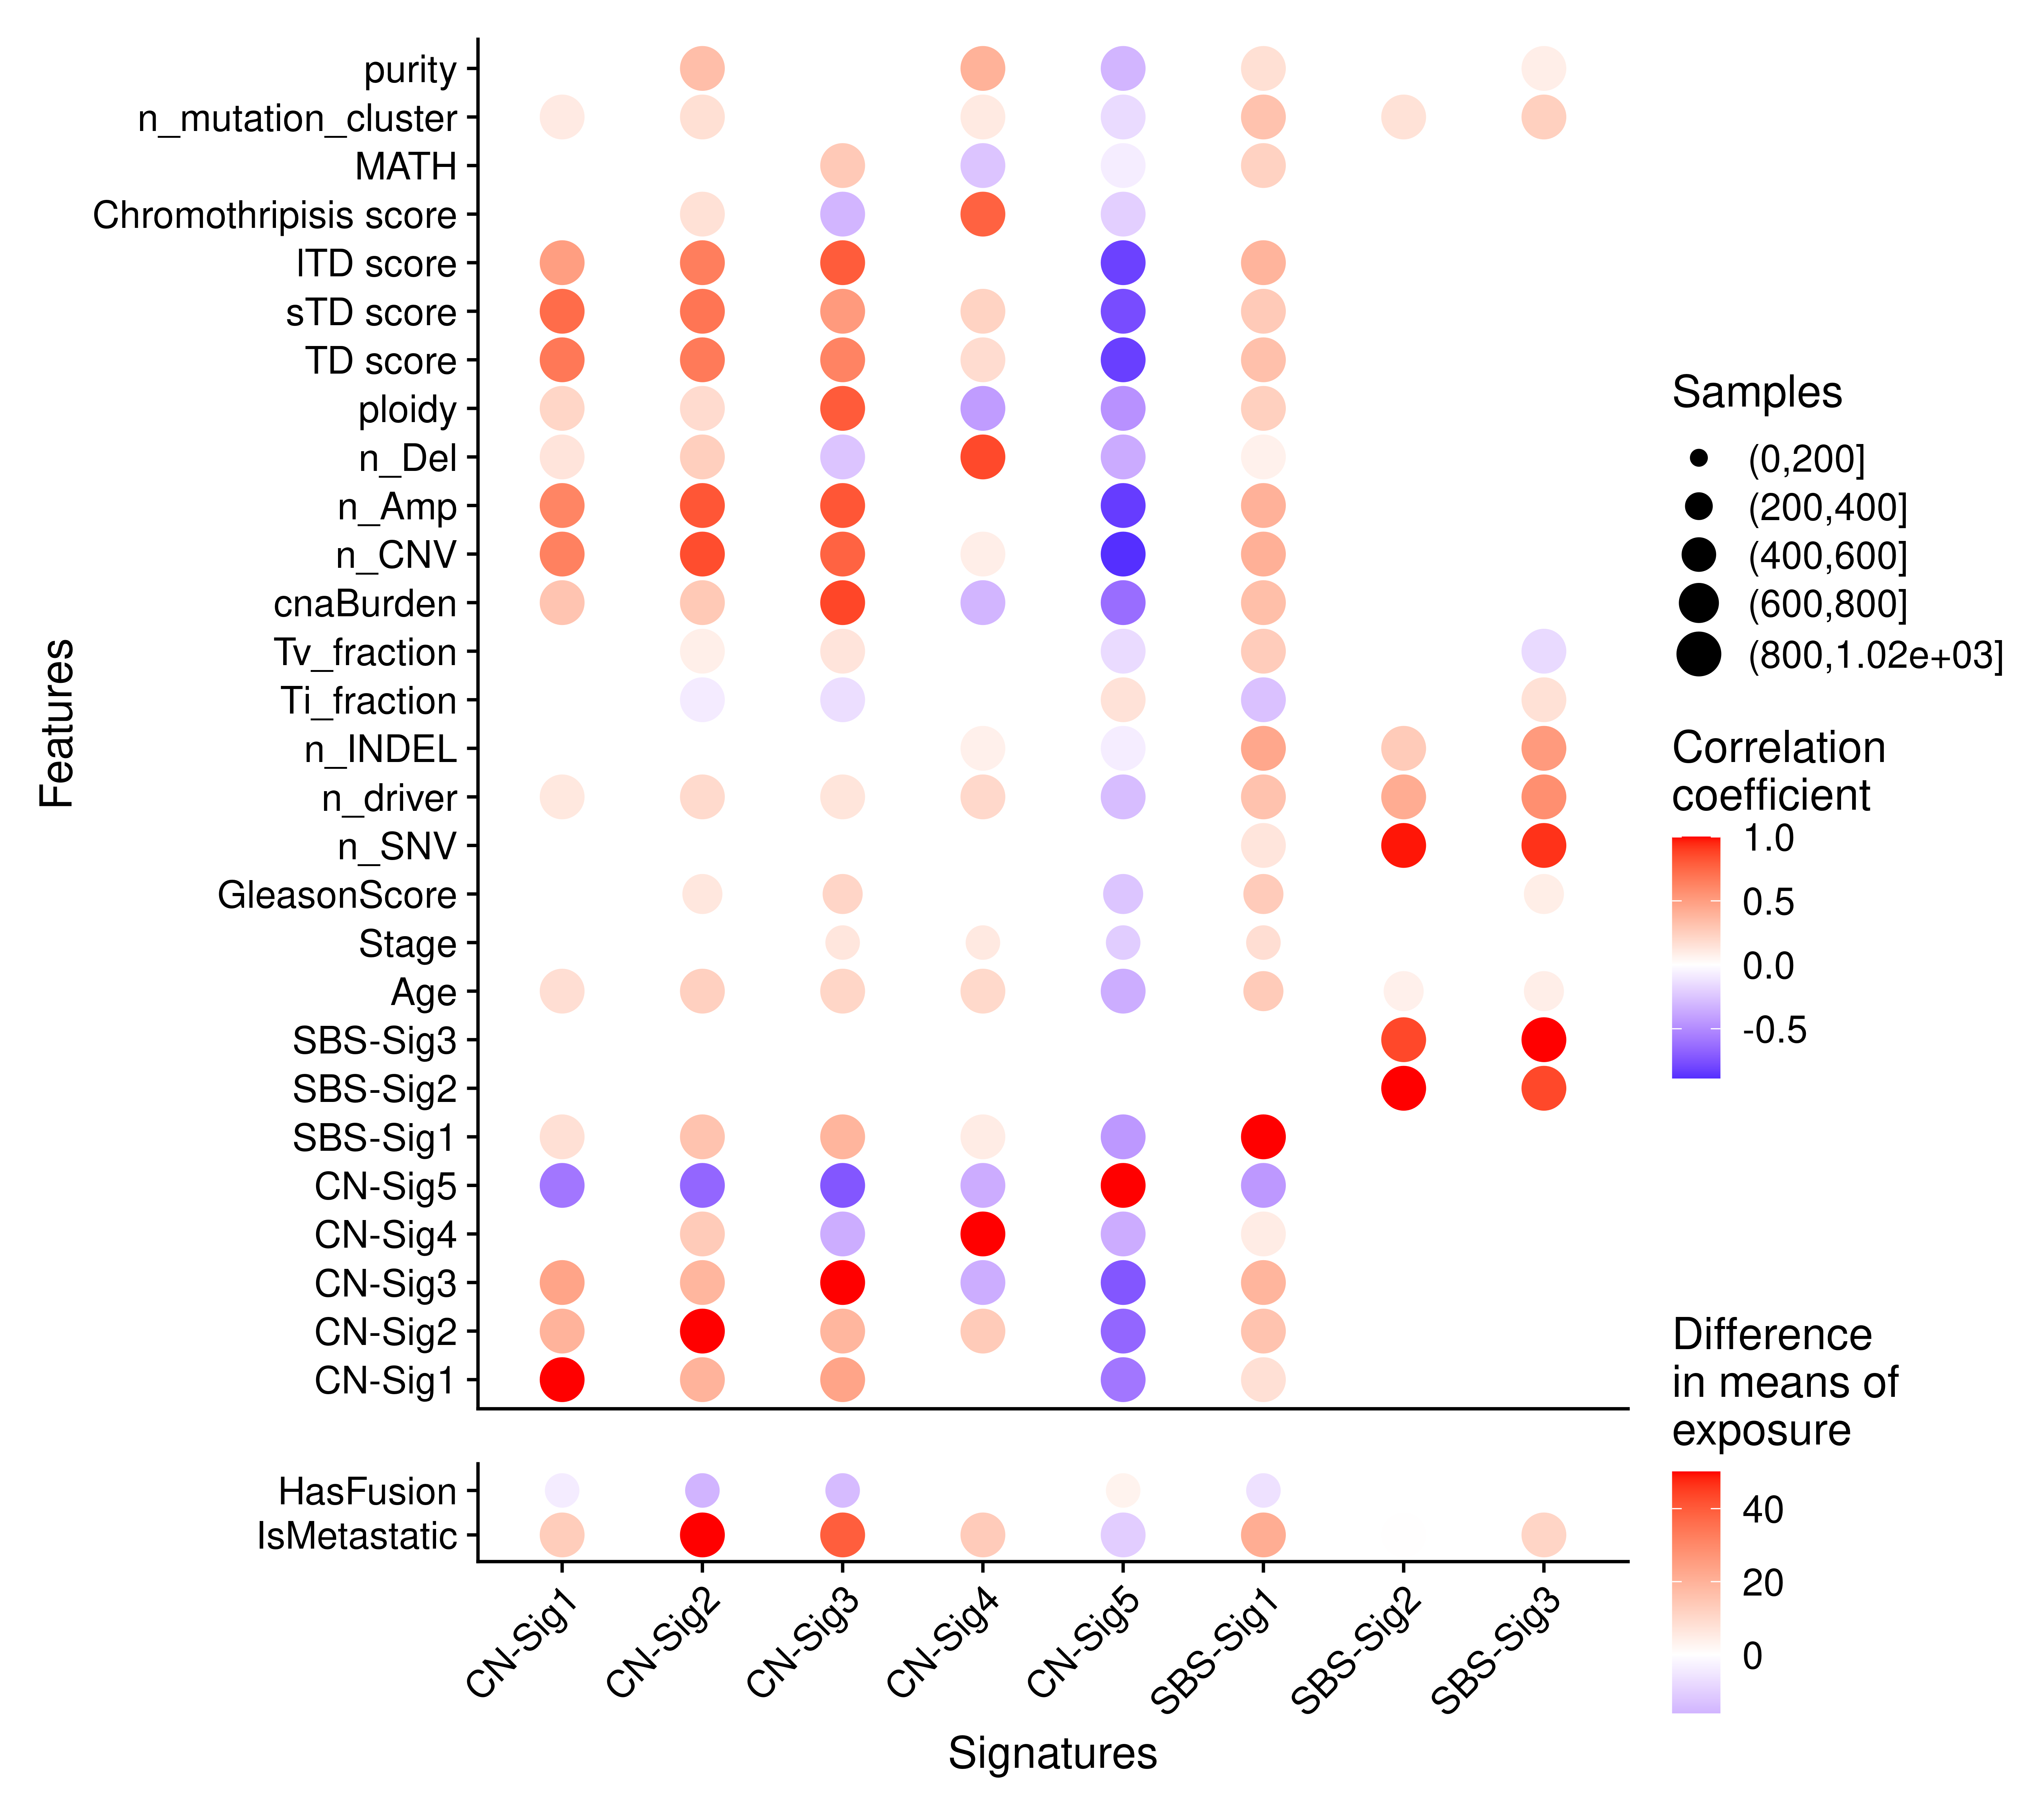 purity
n_mutation_cluster
MATH
Chromothripisis score
lTD score
sTD score
TD score
ploidy
n_Del
n_Amp
n_CNV
cnaBurden
Tv_fraction
Ti_fraction
n_INDEL
n_driver
n_SNV
GleasonScore
Stage
Age
SBS-Sig3
SBS-Sig2
SBS-Sig1
CN-Sig5
CN-Sig4
CN-Sig3
CN-Sig2
CN-Sig1
HasFusion
IsMetastatic
Features
CN-Sig1
CN-Sig2
CN-Sig3
CN-Sig4
CN-Sig5
SBS-Sig1
SBS-Sig2
SBS-Sig3
Signatures
Samples
(0,200]
(200,400]
(400,600]
(600,800]
(800,1.02e+03]
Correlation
coefficient
1.0
0.5
0.0
-0.5
Difference
in means of
exposure
40
20
0